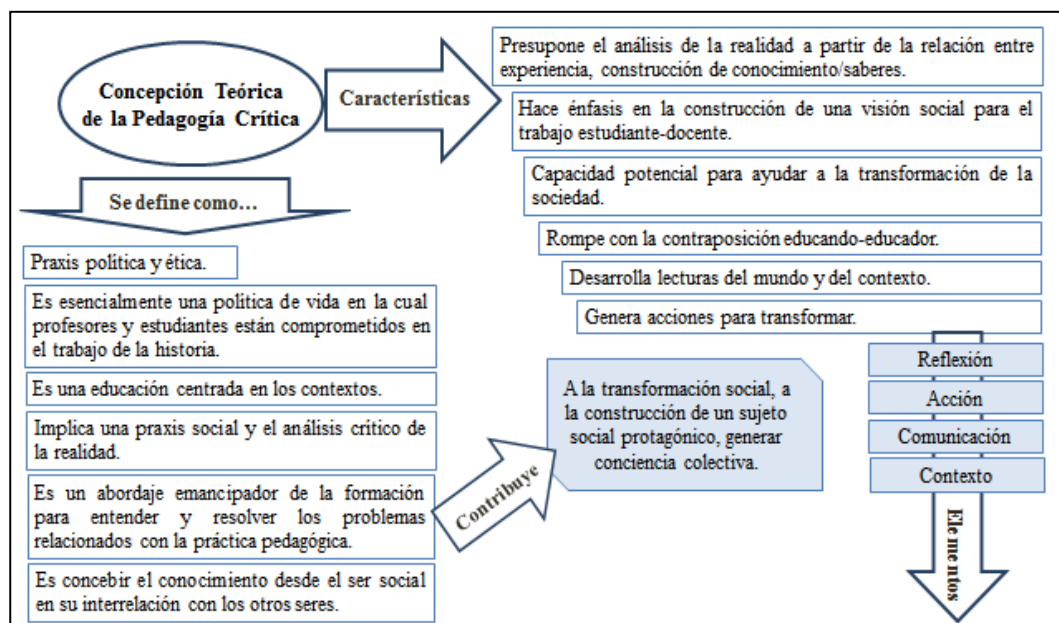 Concepción Teórica
de la Pedagogía Crítica
Características
Presupone el análisis de la realidad a partir de la relación entre
experiencia, construcción de conocimiento/saberes.
Hace énfasis en la construcción de una visión social para el
trabajo estudiante-docente.
Capacidad potencial para ayudar a la transformación de la
sociedad.
Rompe con la contraposición educando-educador.
Desarrolla lecturas del mundo y del contexto.
Genera acciones para transformar.
Se define como...
Praxis política y ética.
Es esencialmente una política de vida en la cual
profesores y estudiantes están comprometidos en
el trabajo de la historia.
Es una educación centrada en los contextos.
Implica una praxis social y el análisis crítico de
la realidad.
Es un abordaje emancipador de la formación
para entender y resolver los problemas
relacionados con la práctica pedagógica.
Es concebir el conocimiento desde el ser social
en su interrelación con los otros seres.
Contribuye
A la transformación social, a
la construcción de un sujeto
social protagónico, generar
conciencia colectiva.
Reflexión
Acción
Comunicación
Contexto
Elementos